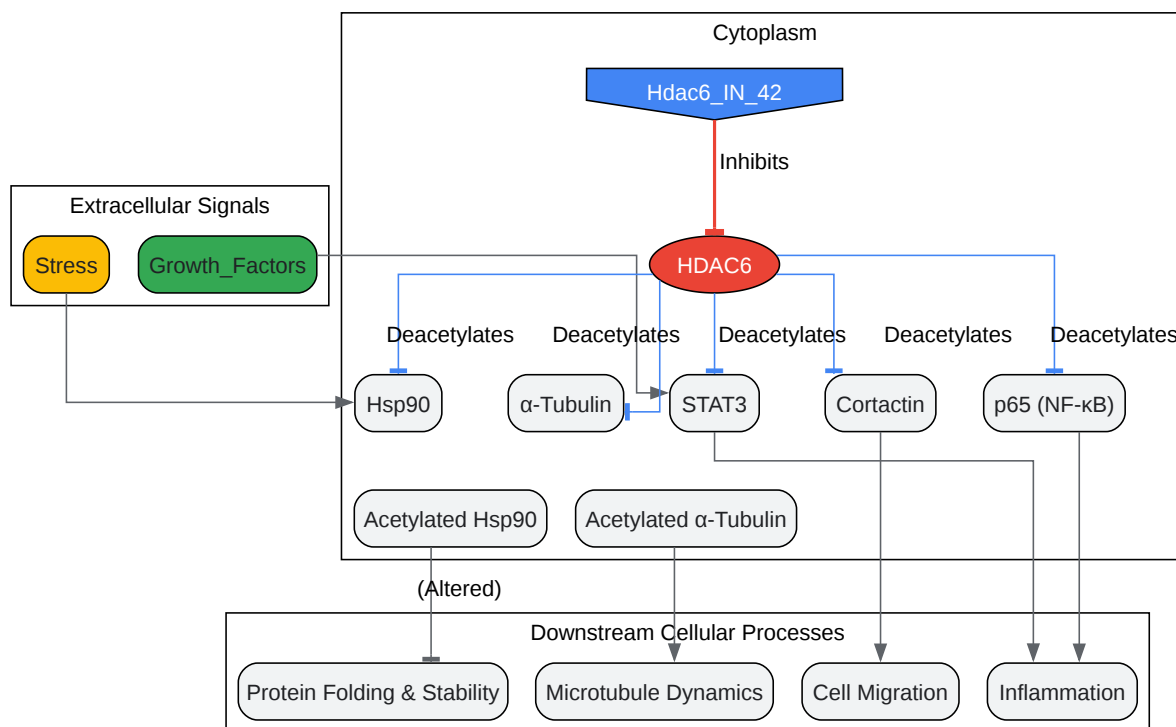 Cytoplasm
Hdac6_IN_42
Inhibits
Extracellular Signals
Stress
Growth_Factors
HDAC6
Deacetylates
Deacetylates
Deacetylates
Deacetylates
Deacetylates
Hsp90
α-Tubulin
STAT3
Cortactin
p65 (NF-κB)
Acetylated Hsp90
Acetylated α-Tubulin
(Altered)
Downstream Cellular Processes
Protein Folding & Stability
Microtubule Dynamics
Cell Migration
Inflammation